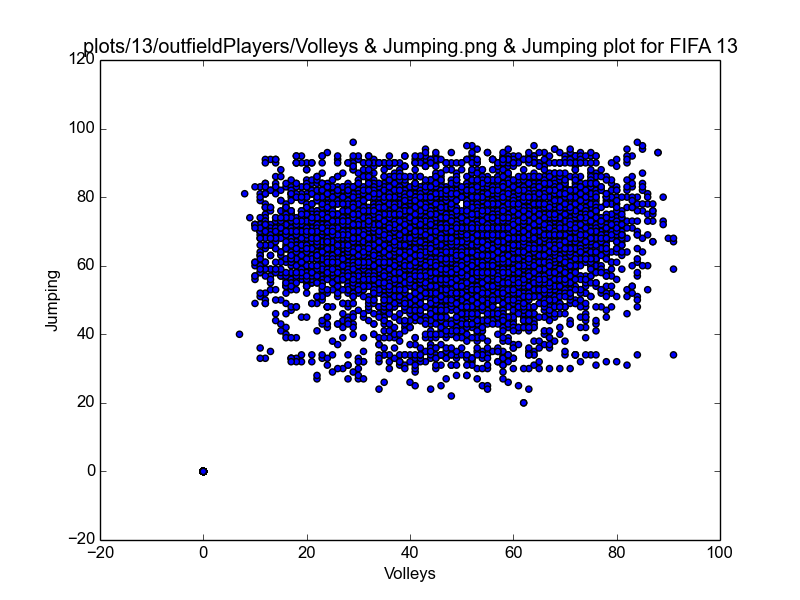 plots/13/outfieldPlayers/Volleys & Jumping.png & Jumping plot for FIFA 13
120
100
80
60
40
20
0
−20
Jumping
−20 0 20 40 60 80 100
Volleys